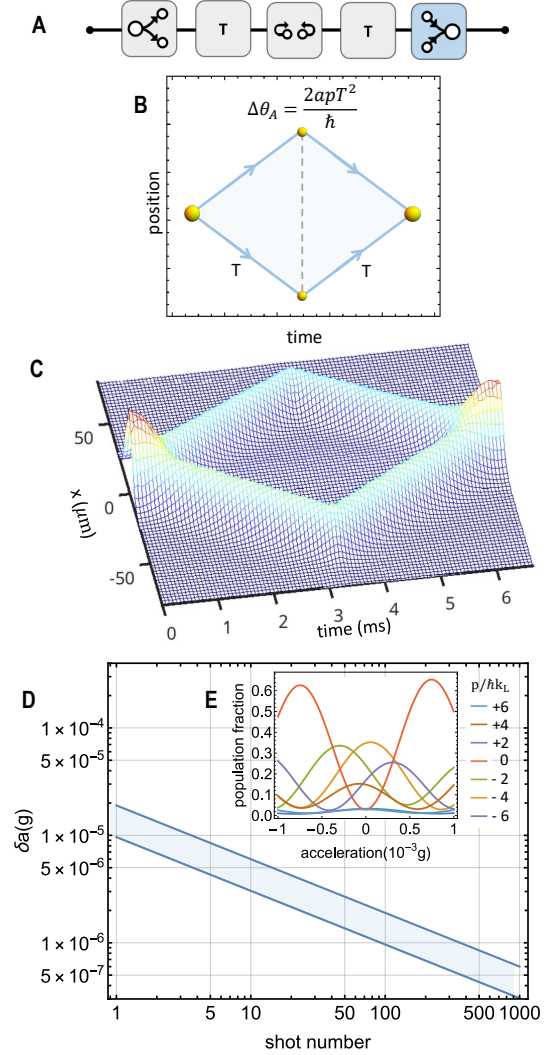 A
T
T
B
Δθ_A = 2apT²/ħ
position
T
T
time
C
50
0
-50
x (μm)
0
1
2
3
4
5
6
time (ms)
D
E
p/ħk_L
+6
+4
+2
0
- 2
- 4
- 6
population fraction
0.6
0.5
0.4
0.3
0.2
0.1
0.0
-1 -0.5 0 0.5 1
acceleration(10⁻³g)
δa(g)
1 × 10⁻⁴
1 × 10⁻⁵
5 × 10⁻⁶
1 × 10⁻⁶
5 × 10⁻⁷
1 5 10 50 100 500 1000
shot number